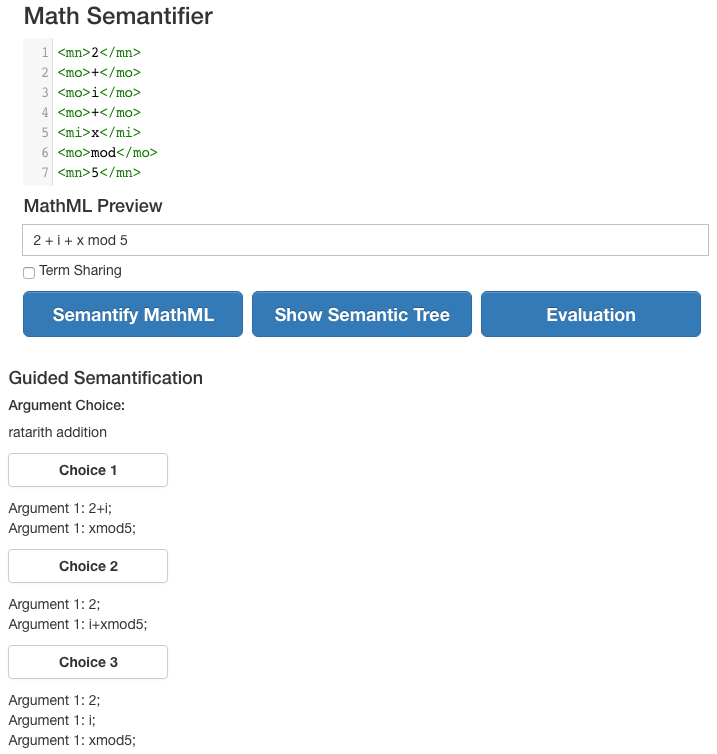 Math Semantifier
1 <mn>2</mn>
2 <mo>+</mo>
3 <mo>i</mo>
4 <mo>+</mo>
5 <mi>x</mi>
6 <mo>mod</mo>
7 <mn>5</mn>
MathML Preview
2 + i + x mod 5
Term Sharing
Semantify MathML Show Semantic Tree Evaluation
Guided Semantification
Argument Choice:
ratarith addition
Choice 1
Argument 1: 2+i;
Argument 1: xmod5;
Choice 2
Argument 1: 2;
Argument 1: i+xmod5;
Choice 3
Argument 1: 2;
Argument 1: i;
Argument 1: xmod5;